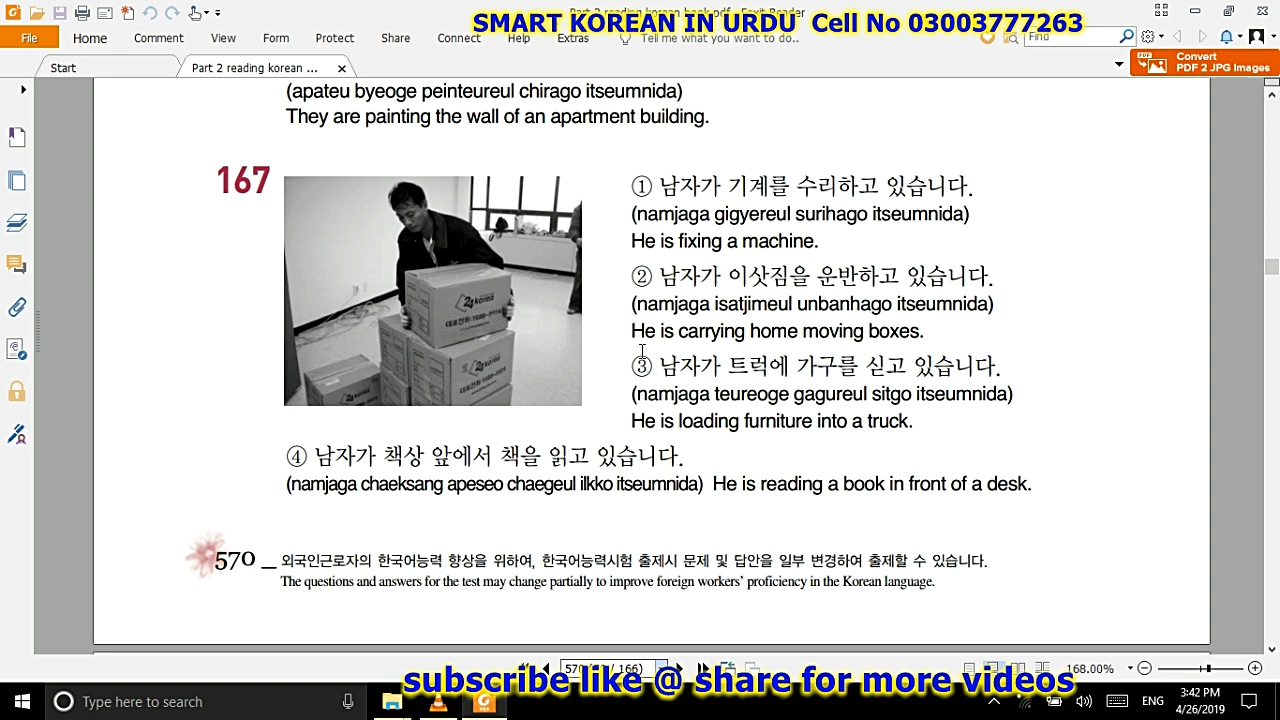 SMART KOREAN IN URDU Cell No 03003777263
File Home Comment View Form Protect Share Connect Help Extras Tell me what you want to do.. Find
Start
Part 2 reading korean ...
Convert
PDF 2 JPG Images
(apateu byeoge peinteureul chirago itseumnida)
They are painting the wall of an apartment building.
167
① 남자가 기계를 수리하고 있습니다.
(namjaga gigyereul surihago itseumnida)
He is fixing a machine.
② 남자가 이삿짐을 운반하고 있습니다.
(namjaga isatjimeul unbanhago itseumnida)
He is carrying home moving boxes.
③ 남자가 트럭에 가구를 싣고 있습니다.
(namjaga teureoge gagureul sitgo itseumnida)
He is loading furniture into a truck.
④ 남자가 책상 앞에서 책을 읽고 있습니다.
(namjaga chaeksang apeseo chaegeul ilkko itseumnida) He is reading a book in front of a desk.
570 _ 외국인근로자의 한국어능력 향상을 위하여, 한국어능력시험 출제시 문제 및 답안을 일부 변경하여 출제할 수 있습니다.
The questions and answers for the test may change partially to improve foreign workers' proficiency in the Korean language.
168.00%
subscribe like @ share for more videos
Type here to search
ENG
3:42 PM
4/26/2019